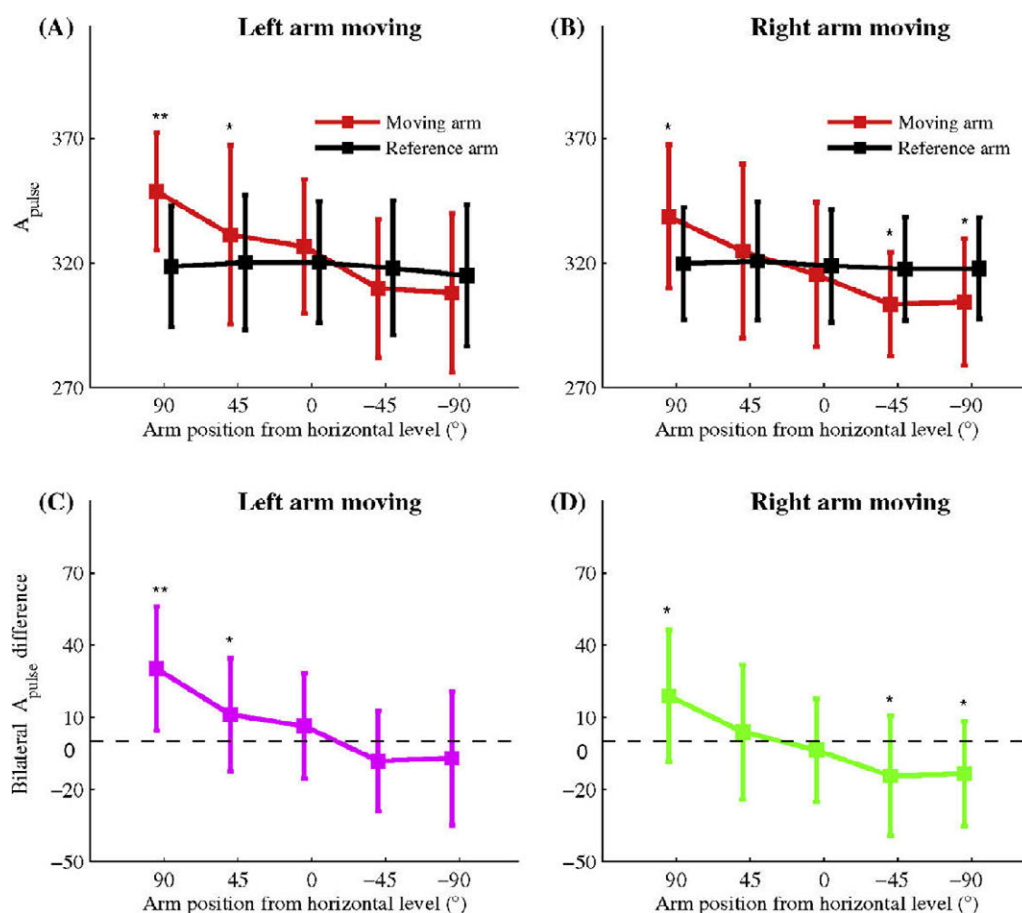 (A) Left arm moving
** *
Moving arm
Reference arm
370
320
270
A_pulse
90 45 0 −45 −90
Arm position from horizontal level (°)
(B) Right arm moving
* * *
Moving arm
Reference arm
370
320
270
90 45 0 −45 −90
Arm position from horizontal level (°)
(C) Left arm moving
** *
70
40
10
0
−20
−50
Bilateral A_pulse difference
90 45 0 −45 −90
Arm position from horizontal level (°)
(D) Right arm moving
* * *
70
40
10
0
−20
−50
90 45 0 −45 −90
Arm position from horizontal level (°)